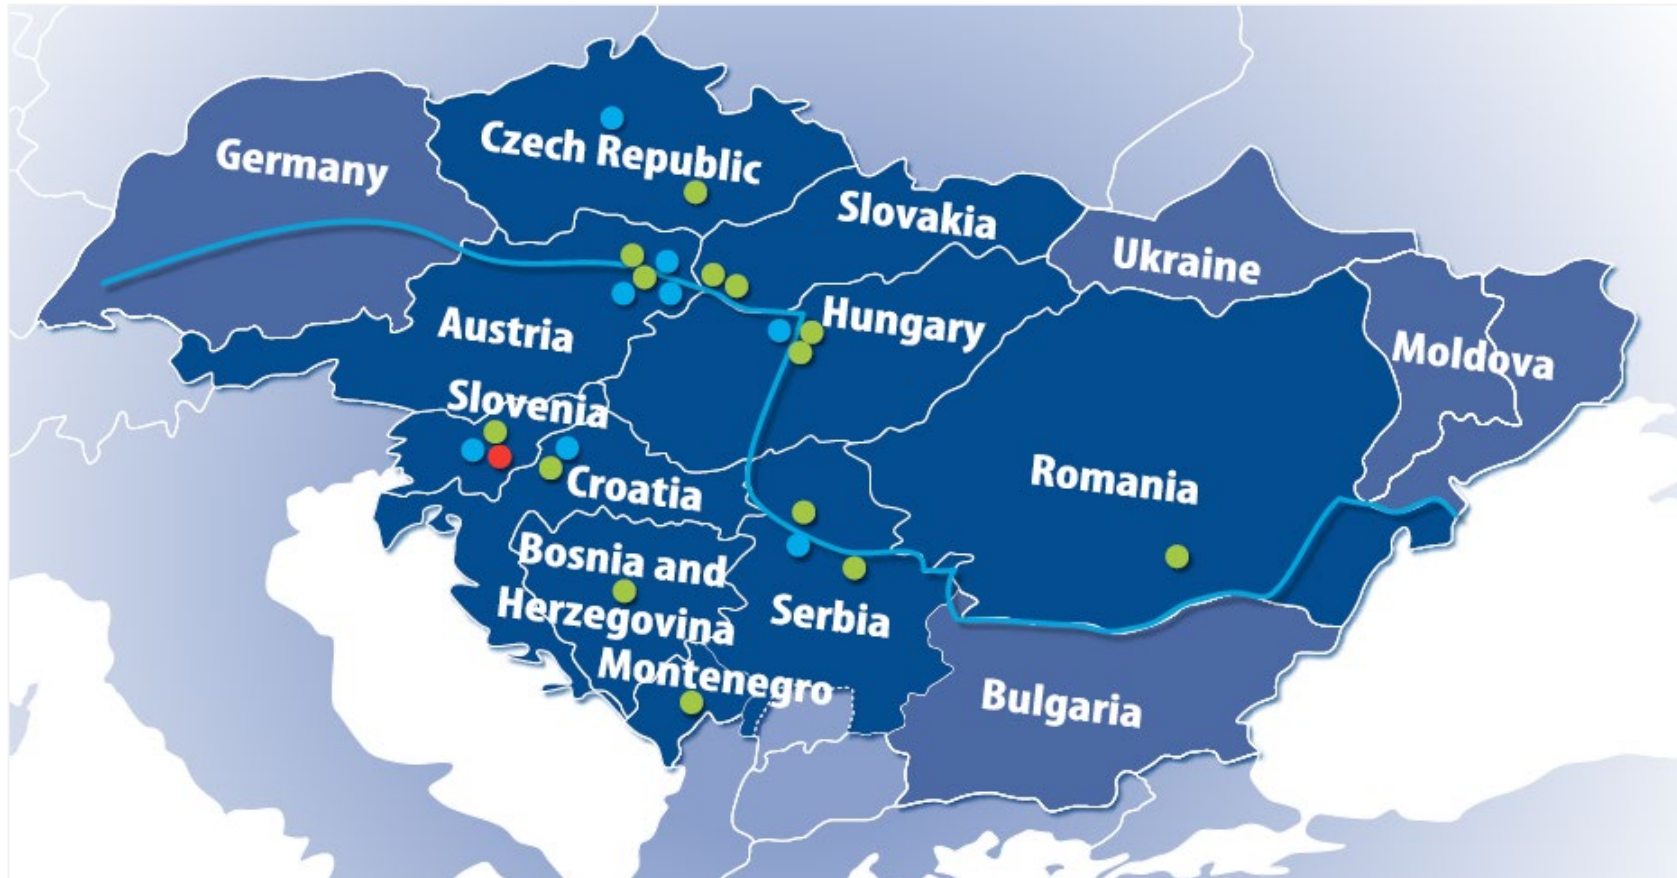 Germany
Czech Republic
Slovakia
Ukraine
Austria
Hungary
Moldova
Slovenia
Croatia
Romania
Bosnia and
Herzegovina
Serbia
Montenegro
Bulgaria